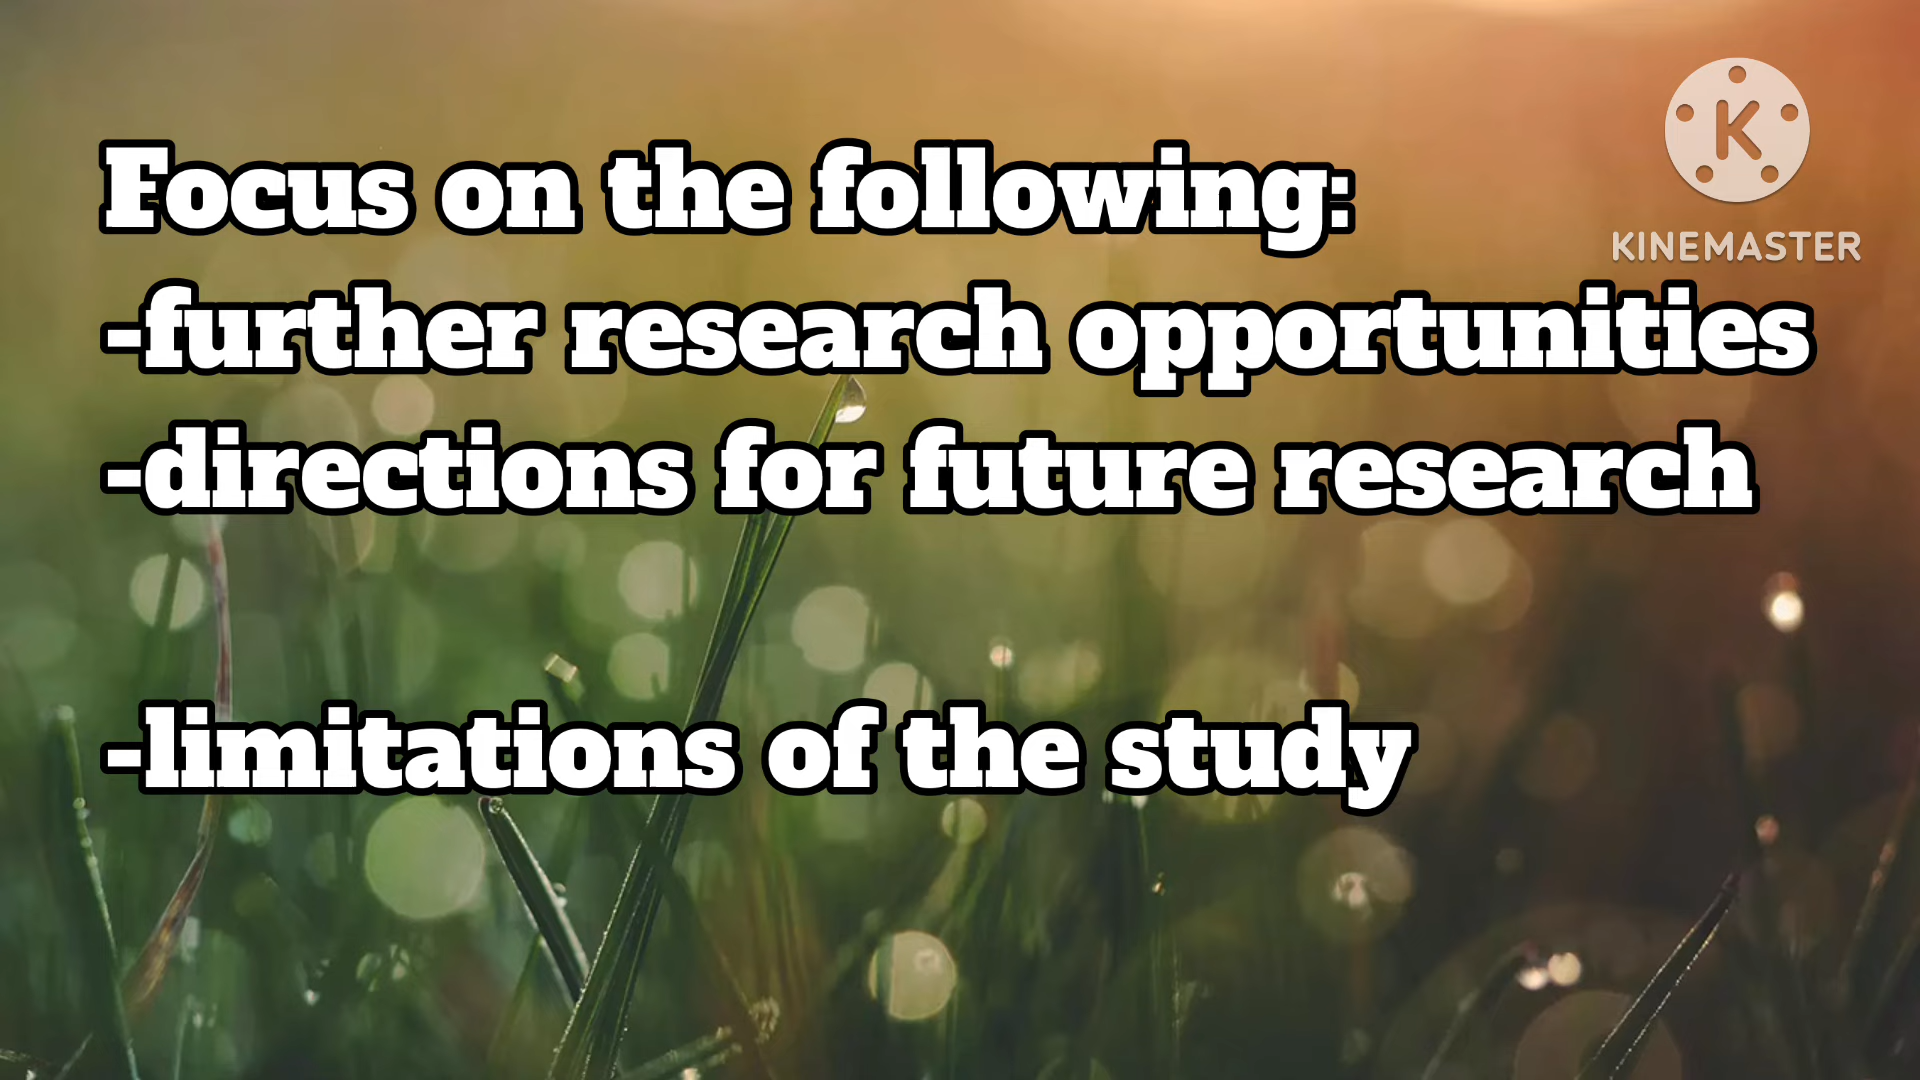 Focus on the following:
-further research opportunities
-directions for future research
-limitations of the study
K
KINEMASTER